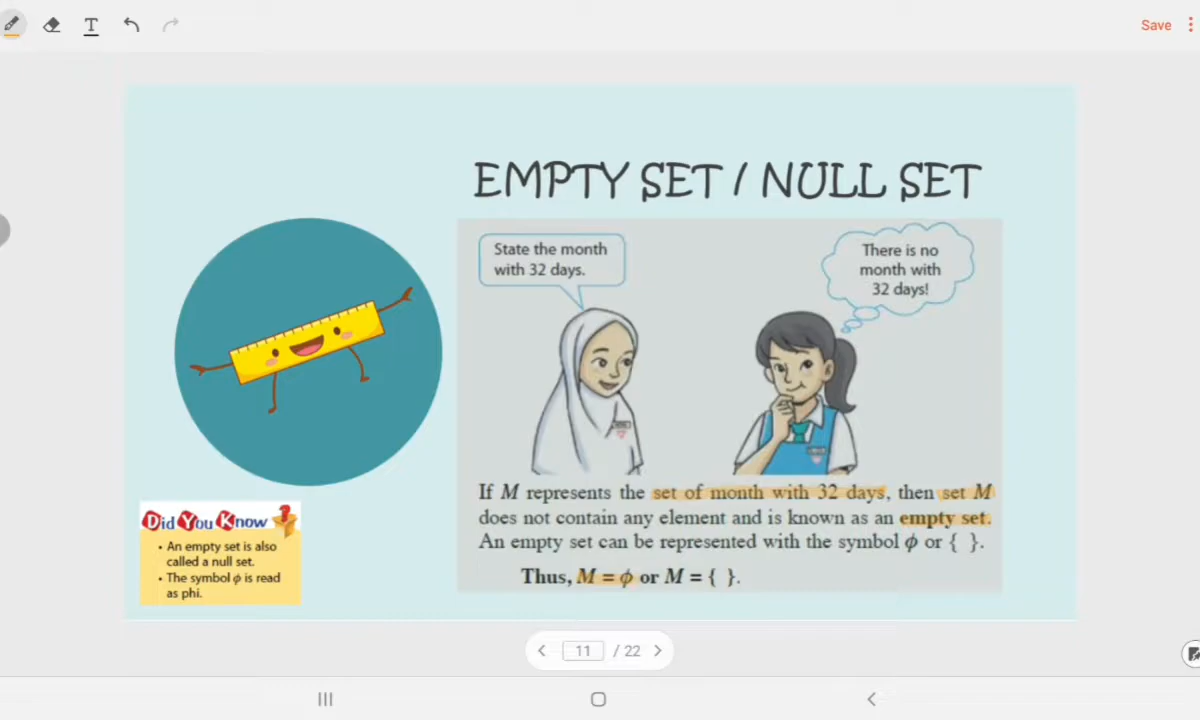 T
Save
EMPTY SET / NULL SET
State the month
with 32 days.
There is no
month with
32 days!
If M represents the set of month with 32 days, then set M
does not contain any element and is known as an empty set.
An empty set can be represented with the symbol ϕ or { }.
Thus, M = ϕ or M = { }.
Did You Know
• An empty set is also
called a null set.
• The symbol ϕ is read
as phi.
11 / 22